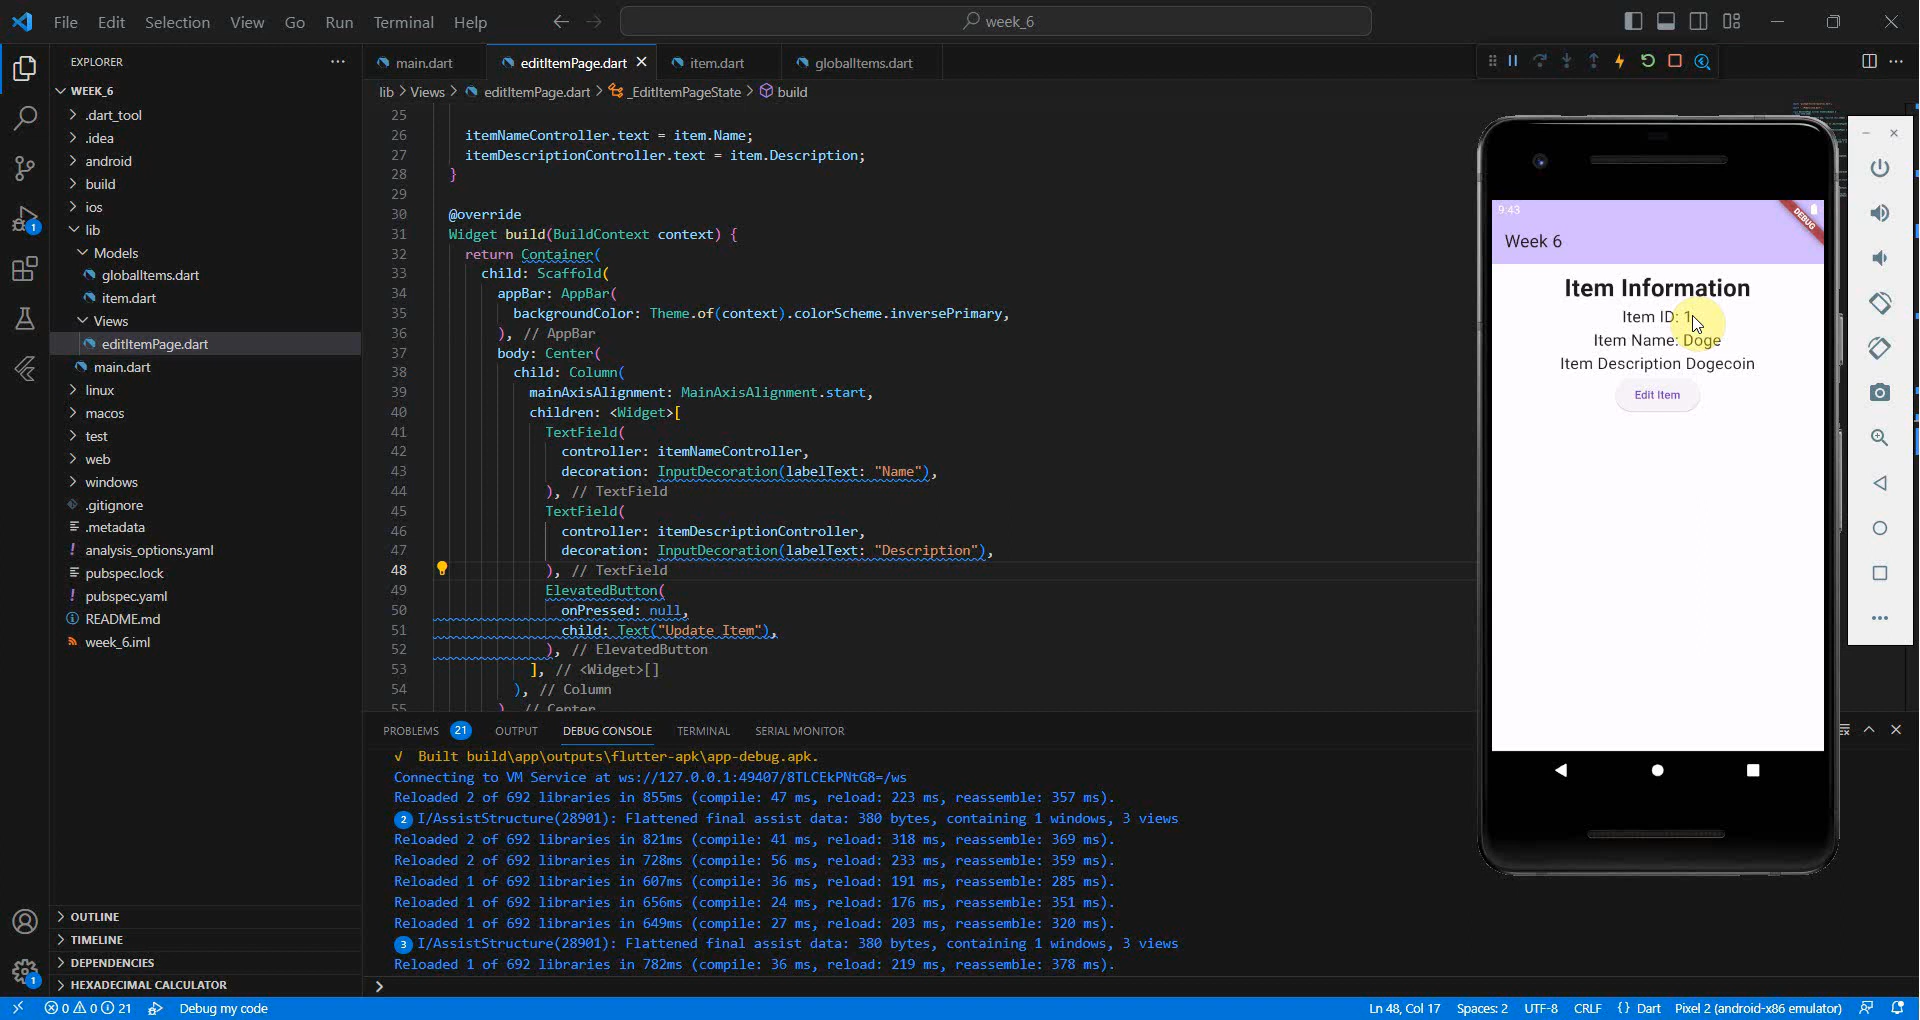 File Edit Selection View Go Run Terminal Help
week_6
EXPLORER
WEEK_6
.dart_tool
.idea
android
build
ios
lib
Models
globalItems.dart
item.dart
Views
editItemPage.dart
main.dart
linux
macos
test
web
windows
.gitignore
.metadata
analysis_options.yaml
pubspec.lock
pubspec.yaml
README.md
week_6.iml
OUTLINE
TIMELINE
DEPENDENCIES
HEXADECIMAL CALCULATOR
main.dart editItemPage.dart item.dart globalItems.dart
lib > Views > editItemPage.dart > _EditItemPageState > build
25
26 itemNameController.text = item.Name;
27 itemDescriptionController.text = item.Description;
28 }
29
30 @override
31 Widget build(BuildContext context) {
32 return Container(
33 child: Scaffold(
34 appBar: AppBar(
35 backgroundColor: Theme.of(context).colorScheme.inversePrimary,
36 ), // AppBar
37 body: Center(
38 child: Column(
39 mainAxisAlignment: MainAxisAlignment.start,
40 children: <Widget>[
41 TextField(
42 controller: itemNameController,
43 decoration: InputDecoration(labelText: "Name"),
44 ), // TextField
45 TextField(
46 controller: itemDescriptionController,
47 decoration: InputDecoration(labelText: "Description"),
48 ), // TextField
49 ElevatedButton(
50 onPressed: null,
51 child: Text("Update Item"),
52 ), // ElevatedButton
53 ], // <Widget>[]
54 ), // Column
55 ), // Center
PROBLEMS 21 OUTPUT DEBUG CONSOLE TERMINAL SERIAL MONITOR
√ Built build\app\outputs\flutter-apk\app-debug.apk.
Connecting to VM Service at ws://127.0.0.1:49407/8TLCEkPNtG8=/ws
Reloaded 2 of 692 libraries in 855ms (compile: 47 ms, reload: 223 ms, reassemble: 357 ms).
2 I/AssistStructure(28901): Flattened final assist data: 380 bytes, containing 1 windows, 3 views
Reloaded 2 of 692 libraries in 821ms (compile: 41 ms, reload: 318 ms, reassemble: 369 ms).
Reloaded 2 of 692 libraries in 728ms (compile: 56 ms, reload: 233 ms, reassemble: 359 ms).
Reloaded 1 of 692 libraries in 607ms (compile: 36 ms, reload: 191 ms, reassemble: 285 ms).
Reloaded 1 of 692 libraries in 656ms (compile: 24 ms, reload: 176 ms, reassemble: 351 ms).
Reloaded 1 of 692 libraries in 649ms (compile: 27 ms, reload: 203 ms, reassemble: 320 ms).
3 I/AssistStructure(28901): Flattened final assist data: 380 bytes, containing 1 windows, 3 views
Reloaded 1 of 692 libraries in 782ms (compile: 36 ms, reload: 219 ms, reassemble: 378 ms).
9:43
DEBUG
Week 6
Item Information
Item ID: 1
Item Name: Doge
Item Description Dogecoin
Edit Item
1
1
0 0 21 Debug my code
Ln 48, Col 17 Spaces: 2 UTF-8 CRLF {} Dart Pixel 2 (android-x86 emulator)